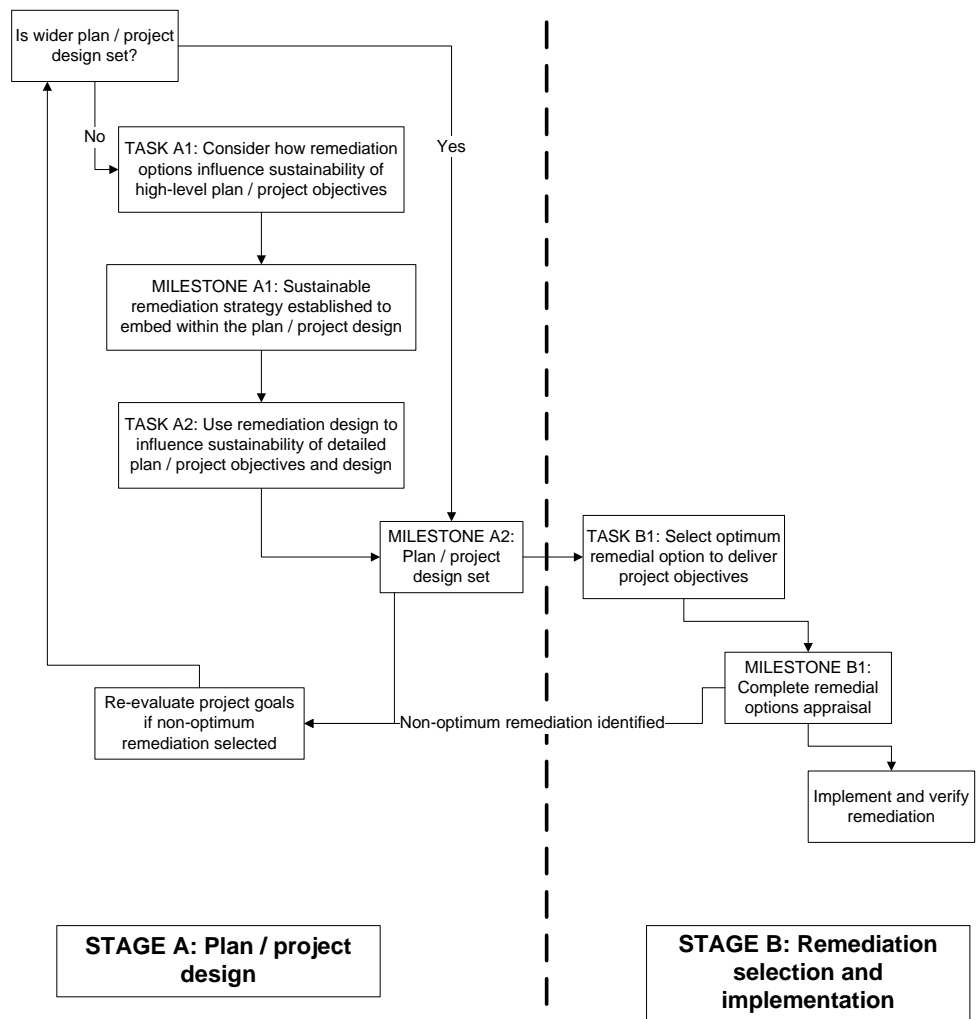 Is wider plan / project
design set?
No
Yes
TASK A1: Consider how remediation
options influence sustainability of
high-level plan / project objectives
MILESTONE A1: Sustainable
remediation strategy established to
embed within the plan / project design
TASK A2: Use remediation design to
influence sustainability of detailed
plan / project objectives and design
MILESTONE A2:
Plan / project
design set
TASK B1: Select optimum
remedial option to deliver
project objectives
MILESTONE B1:
Complete remedial
options appraisal
Re-evaluate project goals
if non-optimum
remediation selected
Non-optimum remediation identified
Implement and verify
remediation
STAGE A: Plan / project
design
STAGE B: Remediation
selection and
implementation